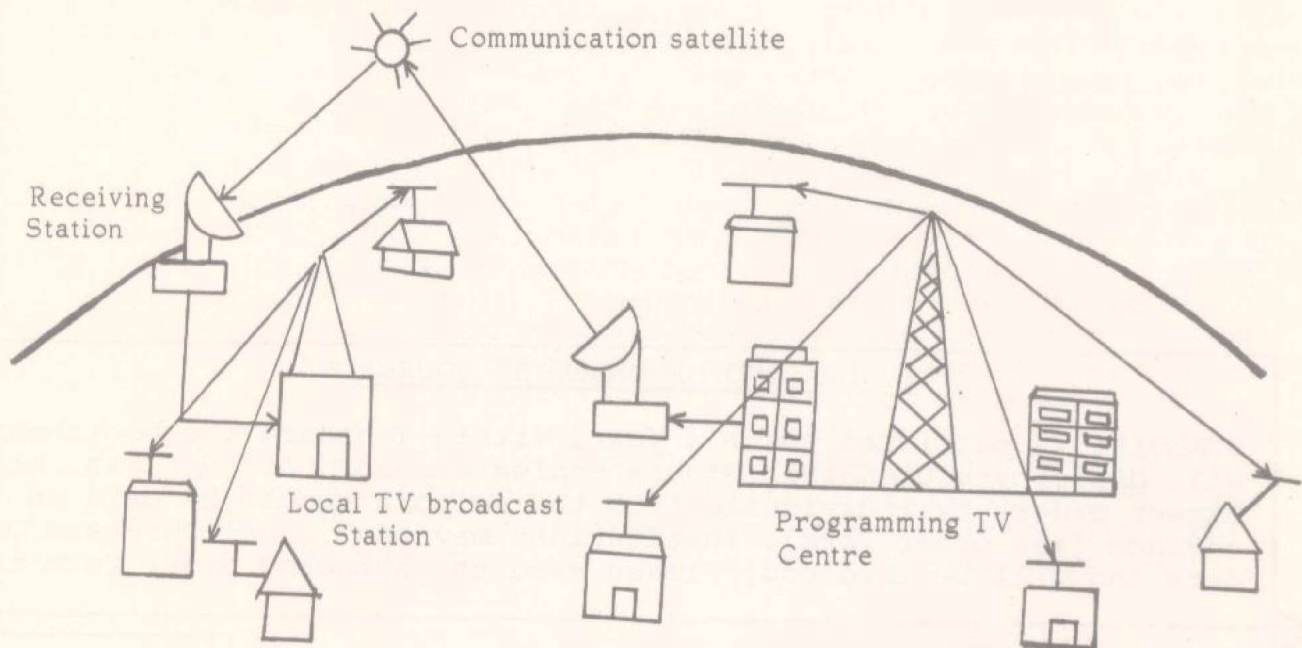 Communication satellite
Receiving
Station
Local TV broadcast
Station
Programming TV
Centre